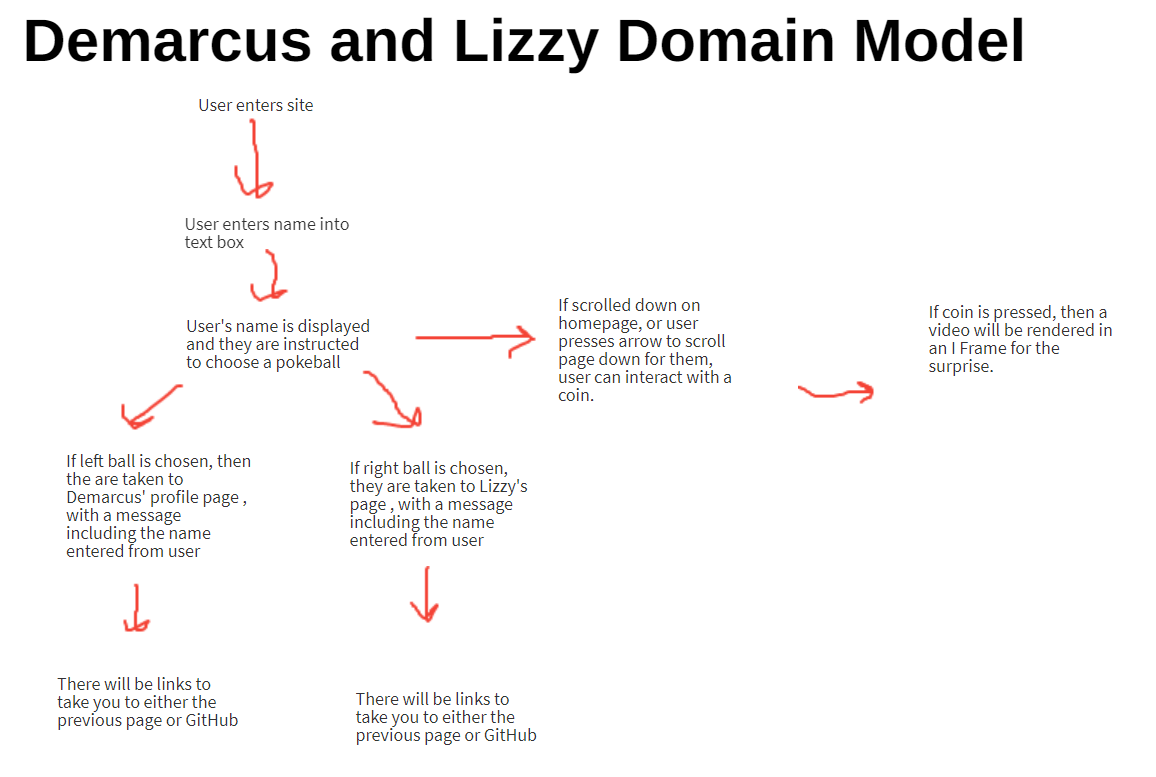 Demarcus and Lizzy Domain Model
User enters site
User enters name into
text box
User's name is displayed
and they are instructed
to choose a pokeball
If scrolled down on
homepage, or user
presses arrow to scroll
page down for them,
user can interact with a
coin.
If coin is pressed, then a
video will be rendered in
an I Frame for the
surprise.
If left ball is chosen, then
the are taken to
Demarcus' profile page ,
with a message
including the name
entered from user
If right ball is chosen,
they are taken to Lizzy's
page , with a message
including the name
entered from user
There will be links to
take you to either the
previous page or GitHub
There will be links to
take you to either the
previous page or GitHub